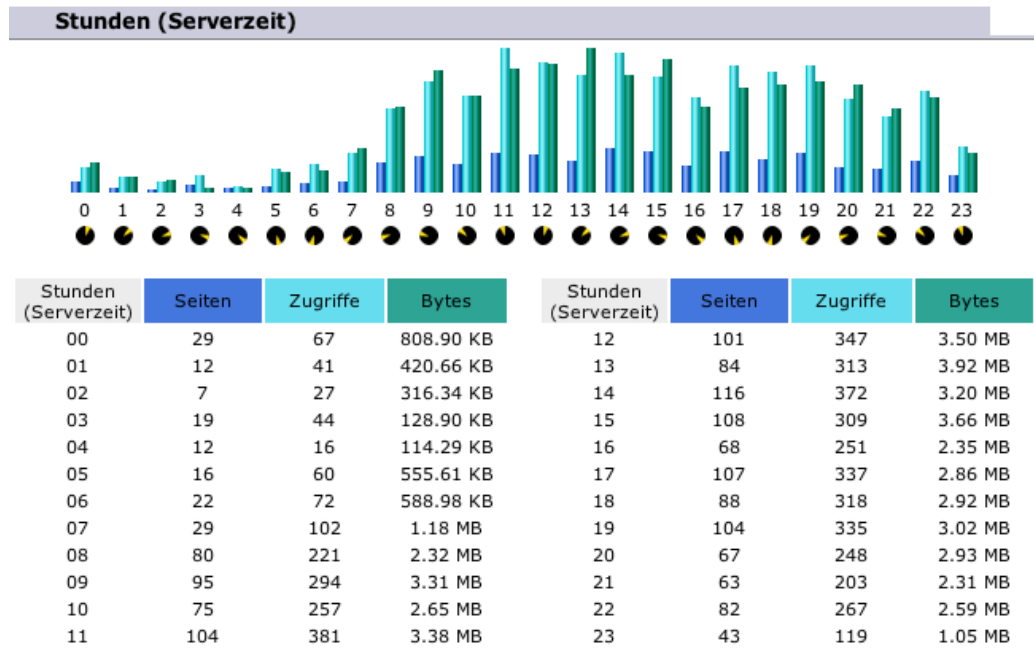 Stunden (Serverzeit)
0 1 2 3 4 5 6 7 8 9 10 11 12 13 14 15 16 17 18 19 20 21 22 23
Stunden (Serverzeit) Seiten Zugriffe Bytes Stunden (Serverzeit) Seiten Zugriffe Bytes
00 29 67 808.90 KB 12 101 347 3.50 MB
01 12 41 420.66 KB 13 84 313 3.92 MB
02 7 27 316.34 KB 14 116 372 3.20 MB
03 19 44 128.90 KB 15 108 309 3.66 MB
04 12 16 114.29 KB 16 68 251 2.35 MB
05 16 60 555.61 KB 17 107 337 2.86 MB
06 22 72 588.98 KB 18 88 318 2.92 MB
07 29 102 1.18 MB 19 104 335 3.02 MB
08 80 221 2.32 MB 20 67 248 2.93 MB
09 95 294 3.31 MB 21 63 203 2.31 MB
10 75 257 2.65 MB 22 82 267 2.59 MB
11 104 381 3.38 MB 23 43 119 1.05 MB